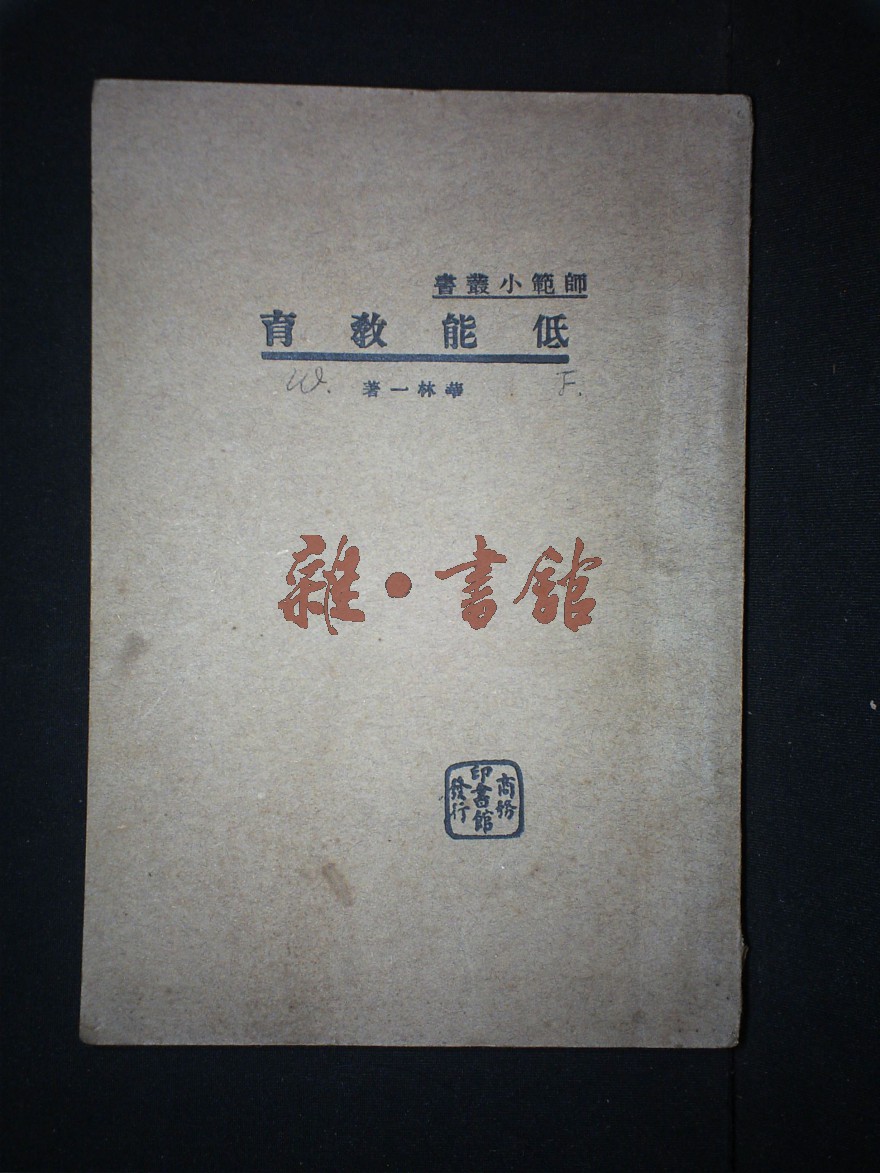 師範小叢書
低能教育
華林一著
W. F.
雜·書館
商務
印書館
發行